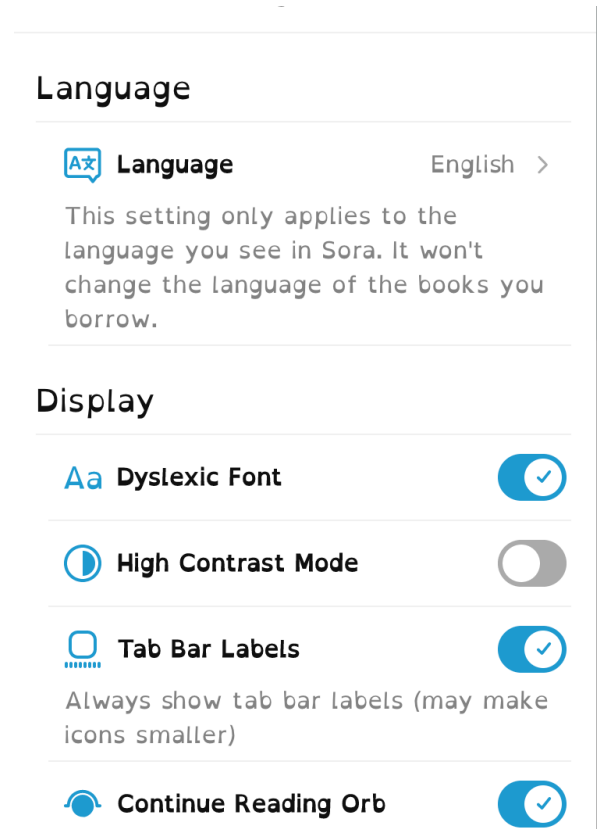 Language
A文 Language English >
This setting only applies to the
language you see in Sora. It won't
change the language of the books you
borrow.
Display
Aa Dyslexic Font
High Contrast Mode
Tab Bar Labels
Always show tab bar labels (may make
icons smaller)
Continue Reading Orb